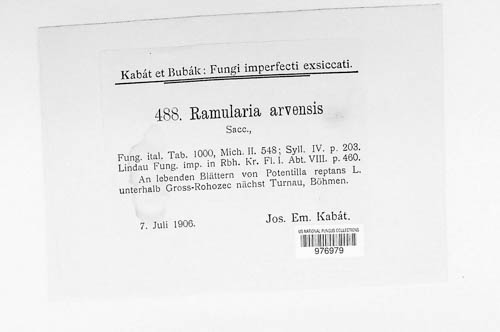 Kabát et Bubák: Fungi imperfecti exsiccati.
488. Ramularia arvensis
Sacc.,
Fung. ital. Tab. 1000, Mich. II. 548; Syll. IV. p. 203.
Lindau Fung. imp. in Rbh. Kr. Fl. I. Abt. VIII. p. 460.
An lebenden Blättern von Potentilla reptans L.
unterhalb Gross-Rohozec nächst Turnau, Böhmen.
7. Juli 1906.
Jos. Em. Kabát.
US NATIONAL FUNGUS COLLECTIONS
976979